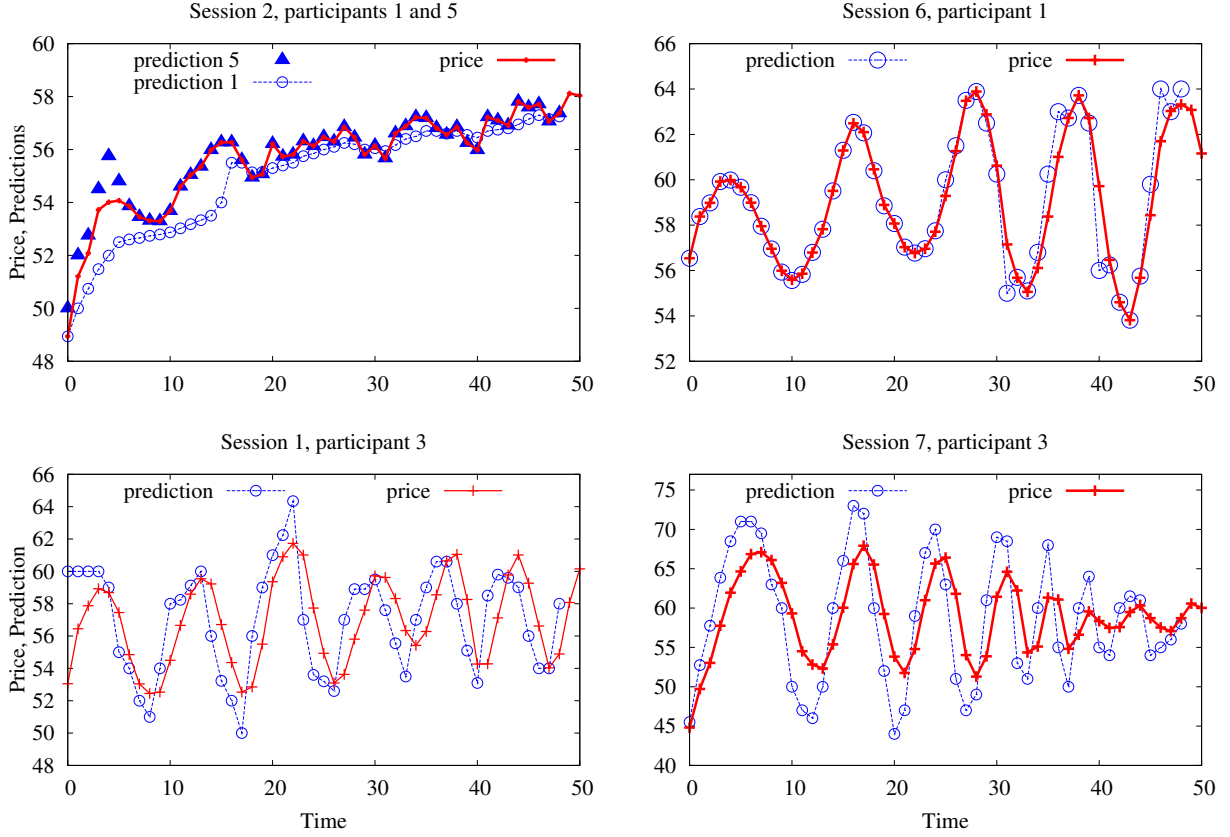 Session 2, participants 1 and 5
60
58
56
54
52
50
48
Price, Predictions
prediction 5
prediction 1
price
0 10 20 30 40 50
Session 6, participant 1
66
64
62
60
58
56
54
52
prediction
price
0 10 20 30 40 50
Session 1, participant 3
66
64
62
60
58
56
54
52
50
48
Price, Prediction
prediction
price
0 10 20 30 40 50
Time
Session 7, participant 3
75
70
65
60
55
50
45
40
prediction
price
0 10 20 30 40 50
Time